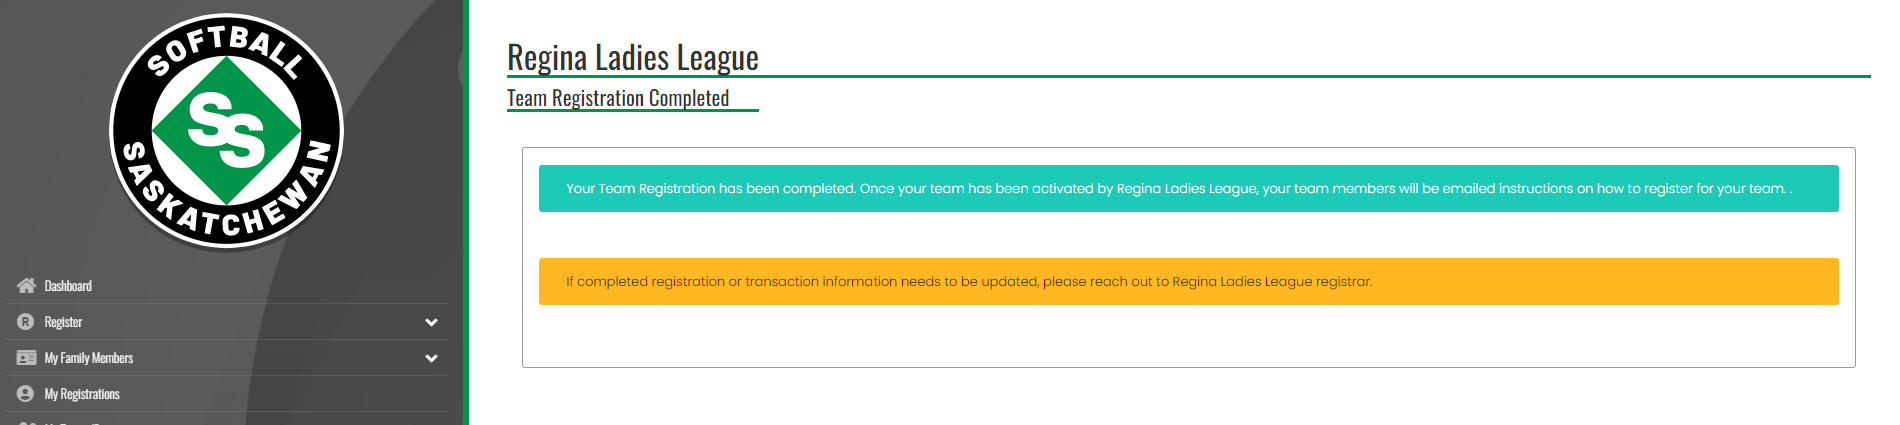 SOFTBALL
SS
SASKATCHEWAN
Dashboard
R Register
My Family Members
My Registrations
Regina Ladies League
Team Registration Completed
Your Team Registration has been completed. Once your team has been activated by Regina Ladies League, your team members will be emailed instructions on how to register for your team. .
If completed registration or transaction information needs to be updated, please reach out to Regina Ladies League registrar.